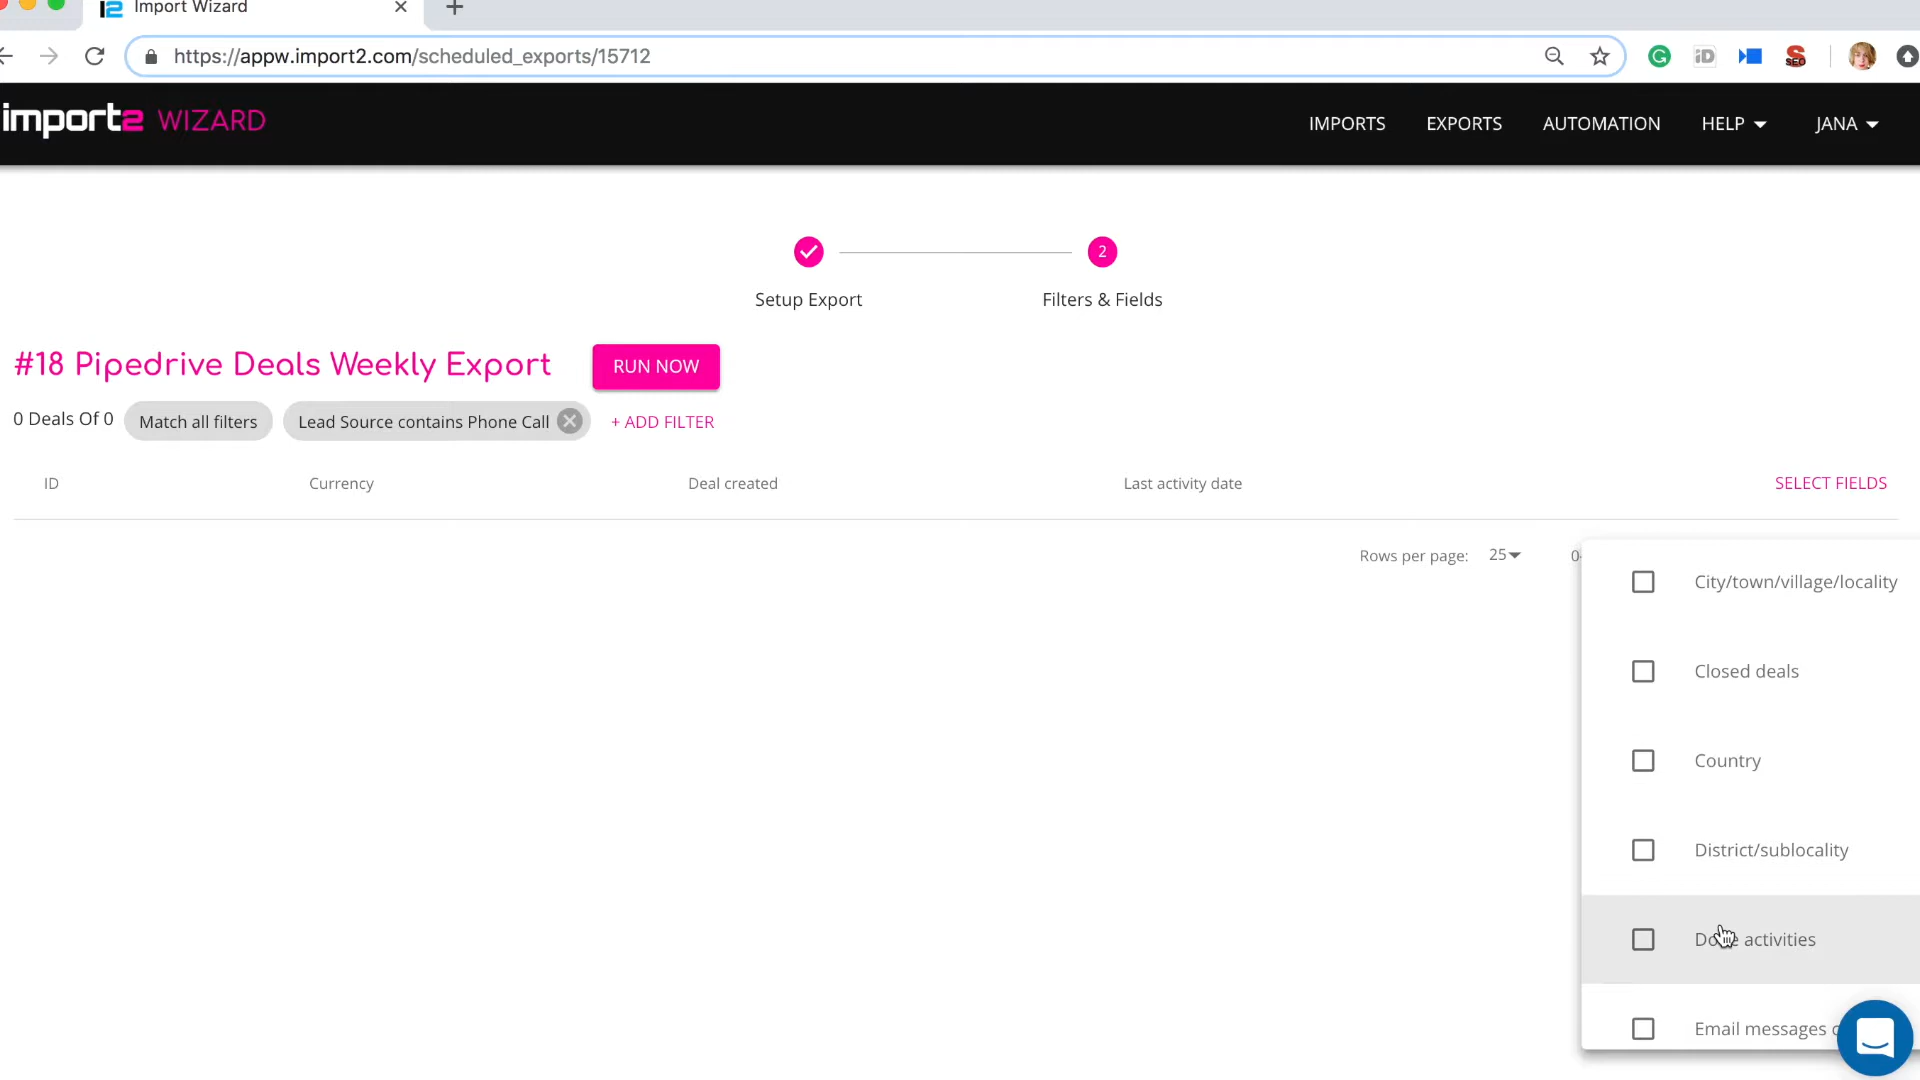 Import Wizard
https://appw.import2.com/scheduled_exports/15712
import2 WIZARD
IMPORTS EXPORTS AUTOMATION HELP JANA
2
Setup Export Filters & Fields
#18 Pipedrive Deals Weekly Export RUN NOW
0 Deals Of 0 Match all filters Lead Source contains Phone Call + ADD FILTER
ID Currency Deal created Last activity date SELECT FIELDS
Rows per page: 25 0-
City/town/village/locality
Closed deals
Country
District/sublocality
activities
Email messages